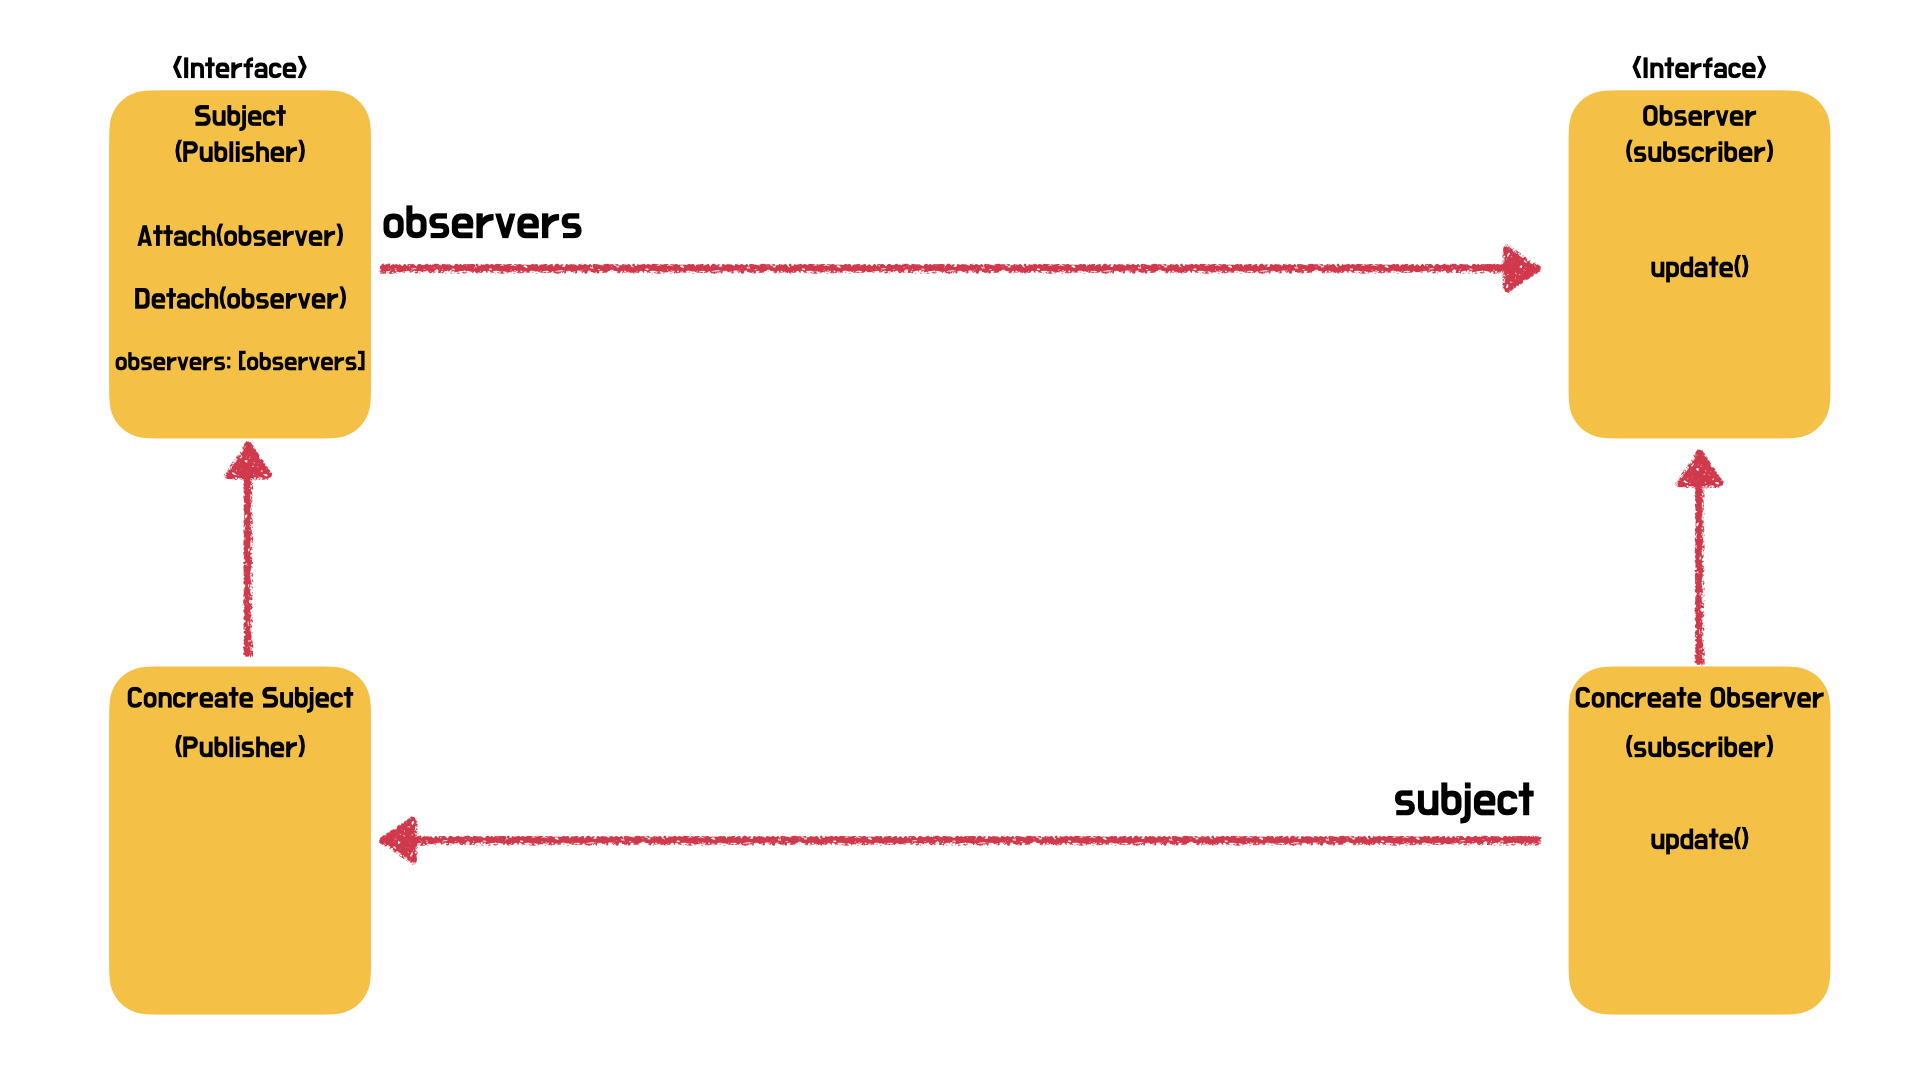 <Interface>
Subject
(Publisher)
Attach(observer)
Detach(observer)
observers: [observers]
observers
<Interface>
Observer
(subscriber)
update()
Concreate Subject
(Publisher)
subject
Concreate Observer
(subscriber)
update()